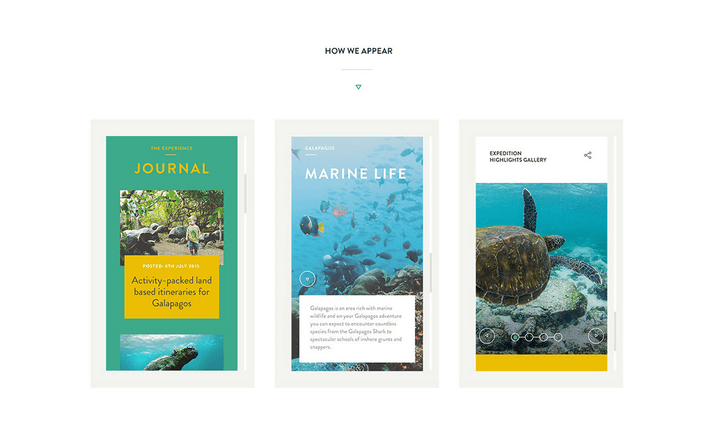 HOW WE APPEAR
THE EXPERIENCE
JOURNAL
POSTED: 6TH JULY 2015
Activity-packed land
based itineraries for
Galapagos
GALAPAGOS
MARINE LIFE
Galapagos is an area rich with marine
wildlife and on your Galapagos adventure
you can expect to encounter countless
species from the Galapagos Shark to
spectacular schools of inshore grunts and
snappers.
EXPEDITION
HIGHLIGHTS GALLERY